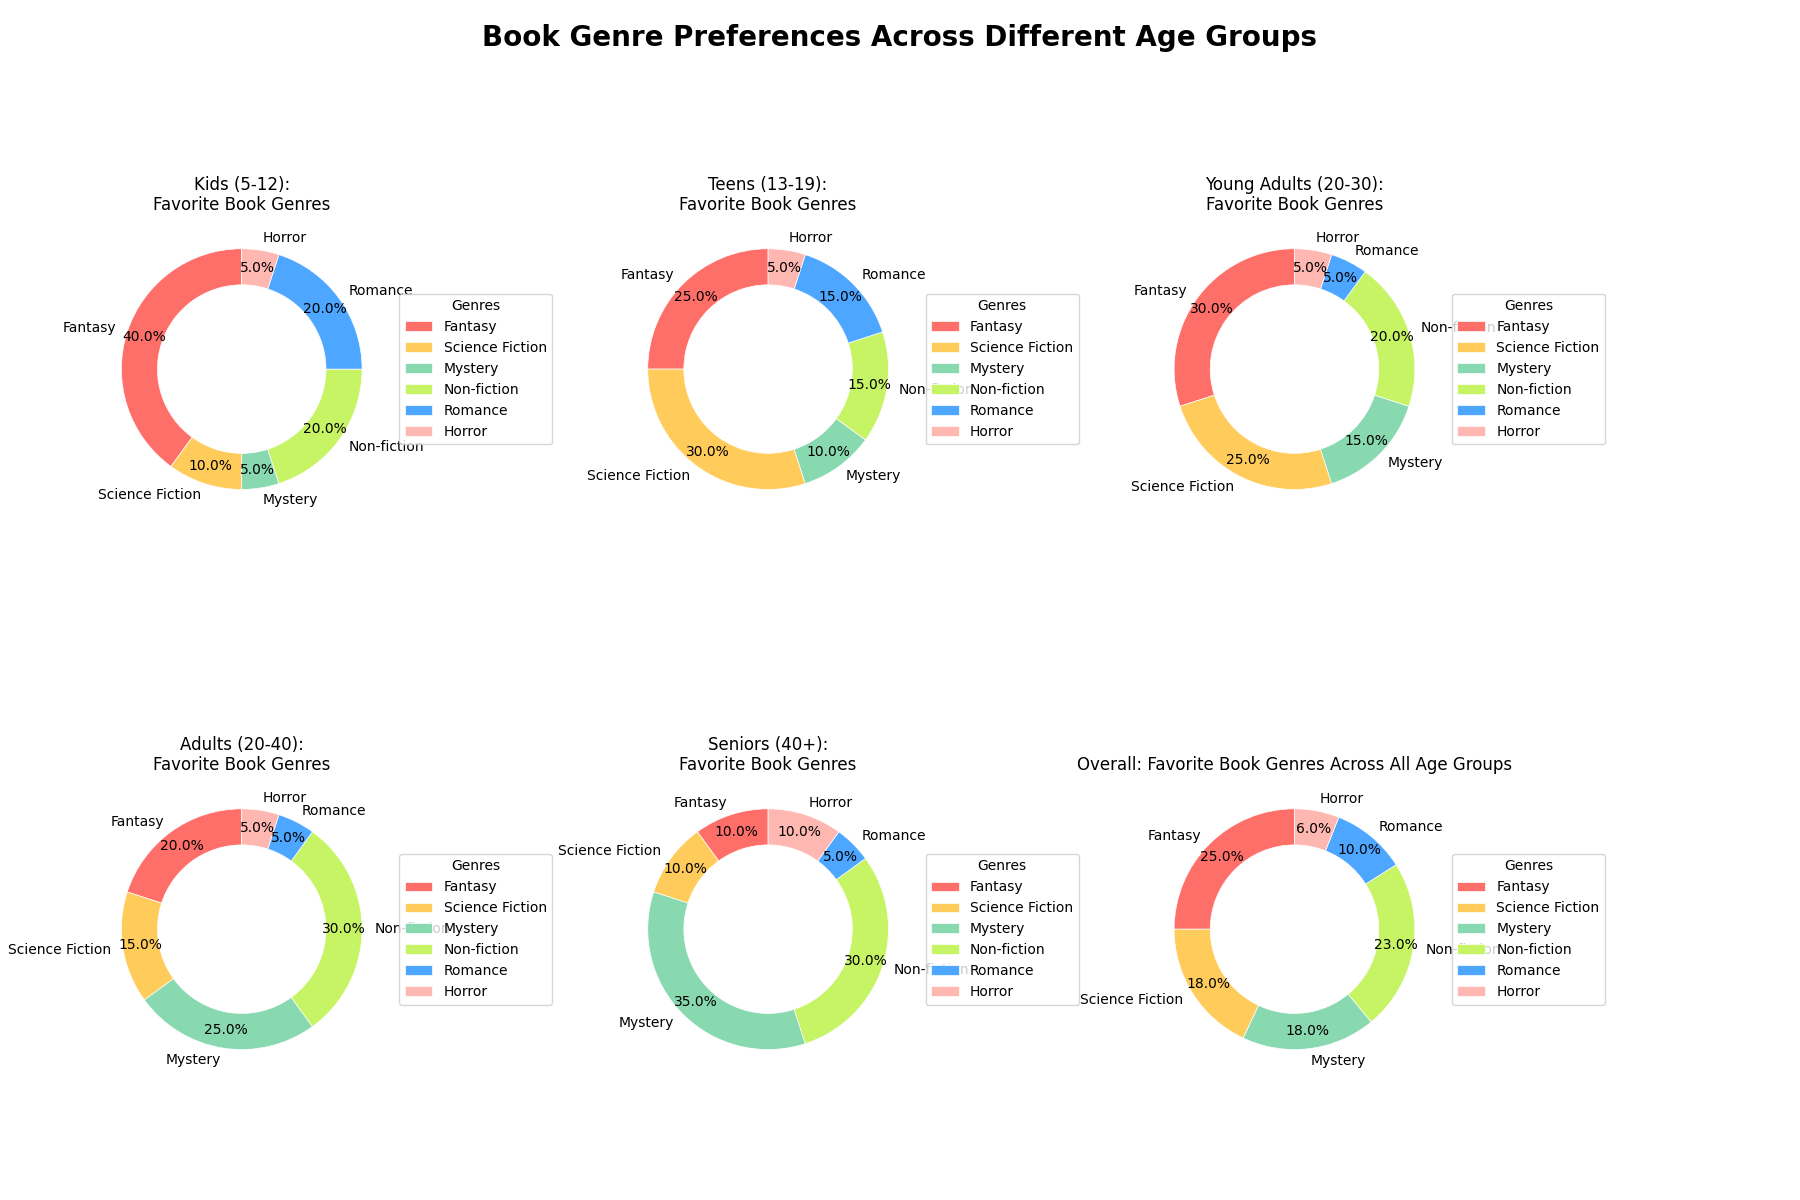 Book Genre Preferences Across Different Age Groups
Kids (5-12):
Favorite Book Genres
Horror
5.0%
Romance
20.0%
Fantasy
40.0%
20.0%
Non-fiction
10.0%
5.0%
Science Fiction
Mystery
Genres
Fantasy
Science Fiction
Mystery
Non-fiction
Romance
Horror
Teens (13-19):
Favorite Book Genres
Horror
5.0%
Fantasy
25.0%
Romance
15.0%
15.0%
Non-fiction
30.0%
10.0%
Science Fiction
Mystery
Genres
Fantasy
Science Fiction
Mystery
Non-fiction
Romance
Horror
Young Adults (20-30):
Favorite Book Genres
Horror
Romance
5.0%
5.0%
Fantasy
30.0%
20.0%
Non-fiction
15.0%
Mystery
25.0%
Science Fiction
Genres
Fantasy
Science Fiction
Mystery
Non-fiction
Romance
Horror
Adults (20-40):
Favorite Book Genres
Horror
Romance
5.0%
5.0%
Fantasy
20.0%
30.0%
Non-fiction
Science Fiction
15.0%
25.0%
Mystery
Genres
Fantasy
Science Fiction
Mystery
Non-fiction
Romance
Horror
Seniors (40+):
Favorite Book Genres
Fantasy
10.0%
Horror
10.0%
Romance
5.0%
Science Fiction
10.0%
30.0%
Non-fiction
35.0%
Mystery
Genres
Fantasy
Science Fiction
Mystery
Non-fiction
Romance
Horror
Overall: Favorite Book Genres Across All Age Groups
Horror
6.0%
Romance
10.0%
Fantasy
25.0%
23.0%
Non-fiction
18.0%
Science Fiction
18.0%
Mystery
Genres
Fantasy
Science Fiction
Mystery
Non-fiction
Romance
Horror